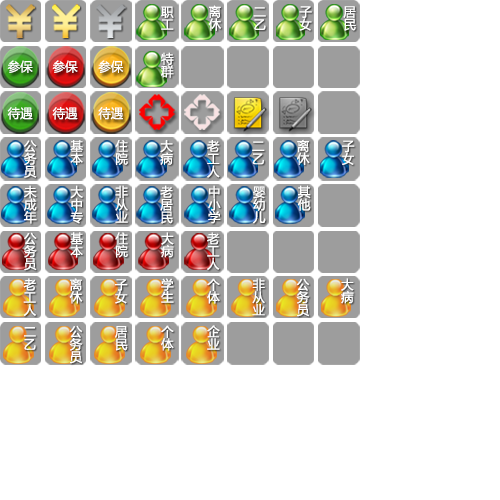 ¥ ¥ ¥ 职工 离休 二乙 子女 居民
参保 参保 参保 特群
待遇 待遇 待遇
公务员 基本 住院 大病 老工人 二乙 离休 子女
未成年 大中专 非从业 老居民 中小学 婴幼儿 其他
公务员 基本 住院 大病 老工人
老工人 离休 子女 学生 个体 非从业 公务员 大病
二乙 公务员 居民 个体 企业